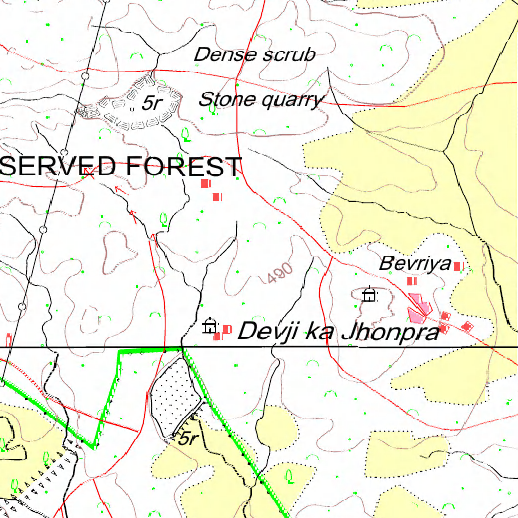 Dense scrub
5r
Stone quarry
SERVED FOREST
Bevriya
490
Devji ka Jhonpra
5r